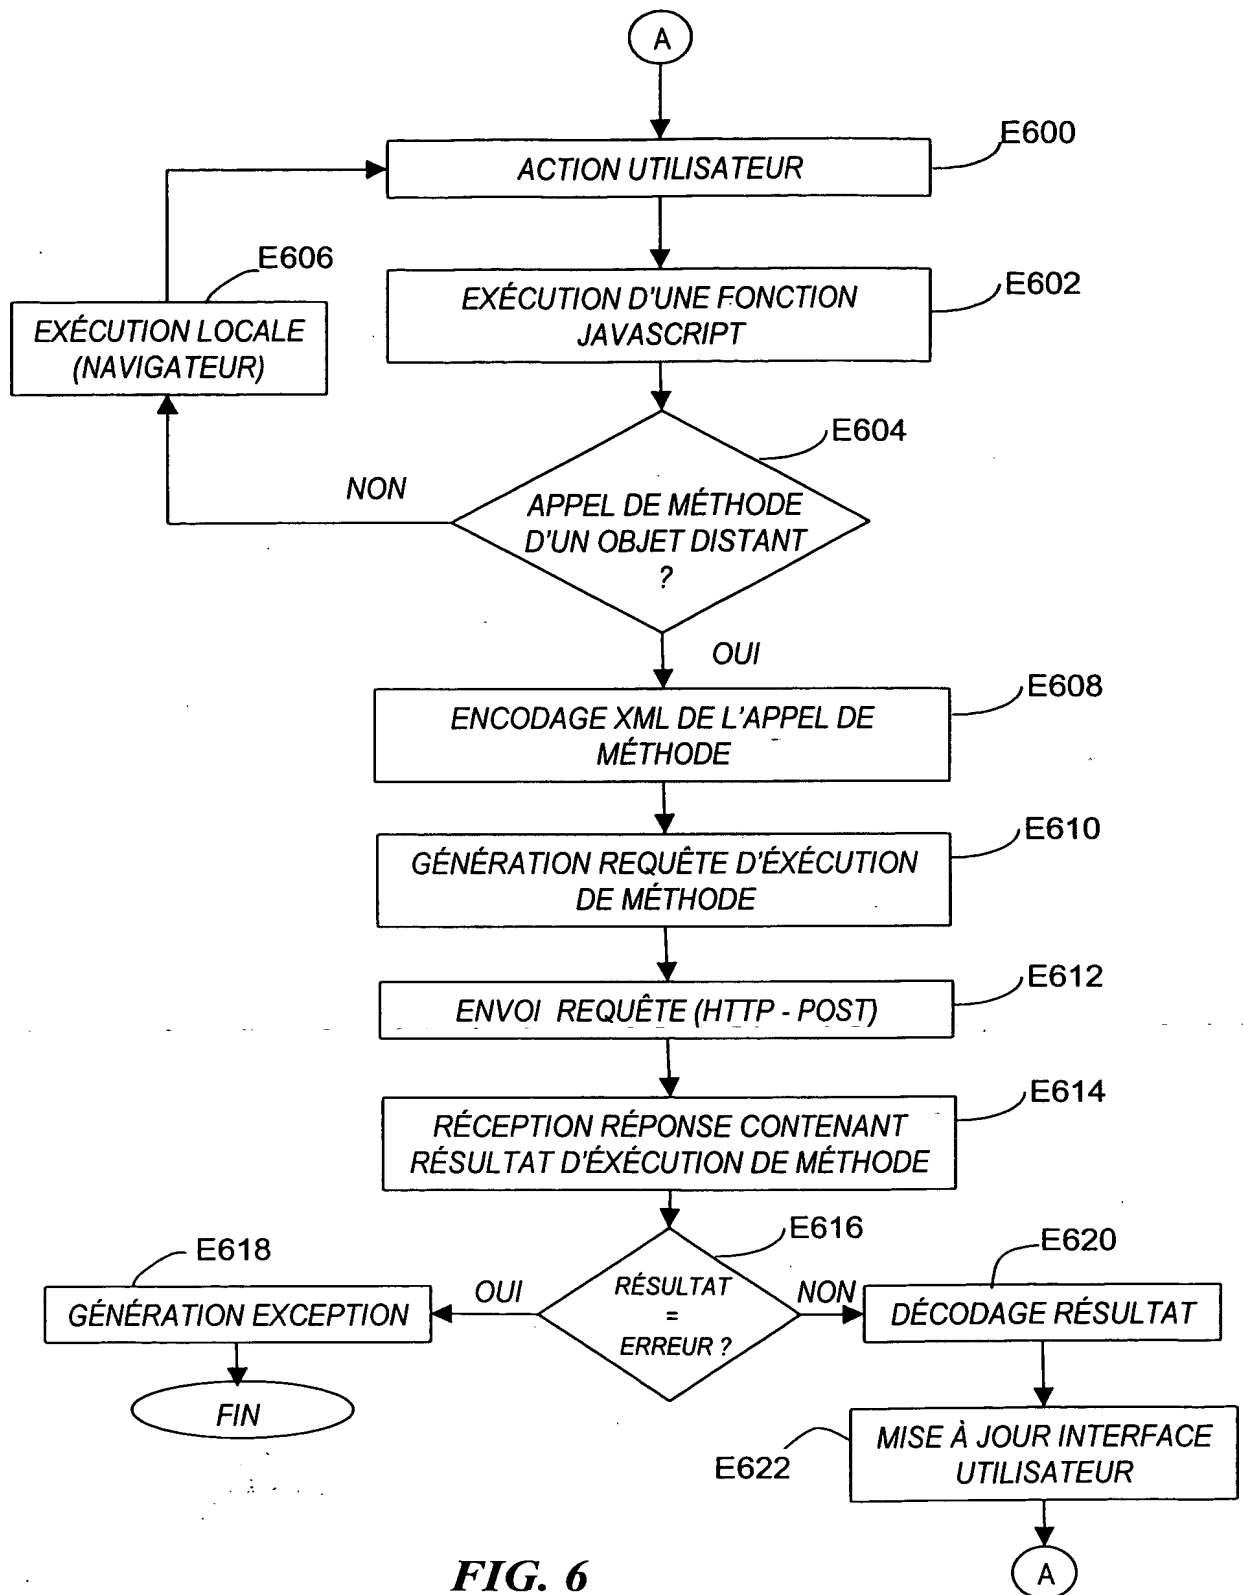 A
E600
ACTION UTILISATEUR
E606
E602
EXÉCUTION D'UNE FONCTION
JAVASCRIPT
EXÉCUTION LOCALE
(NAVIGATEUR)
E604
NON
APPEL DE MÉTHODE
D'UN OBJET DISTANT
?
OUI
E608
ENCODAGE XML DE L'APPEL DE
MÉTHODE
E610
GÉNÉRATION REQUÊTE D'ÉXÉCUTION
DE MÉTHODE
E612
ENVOI REQUÊTE (HTTP - POST)
E614
RÉCEPTION RÉPONSE CONTENANT
RÉSULTAT D'ÉXÉCUTION DE MÉTHODE
E616
E618
E620
OUI
RÉSULTAT
=
ERREUR ?
NON
GÉNÉRATION EXCEPTION
DÉCODAGE RÉSULTAT
FIN
E622
MISE À JOUR INTERFACE
UTILISATEUR
A
FIG. 6